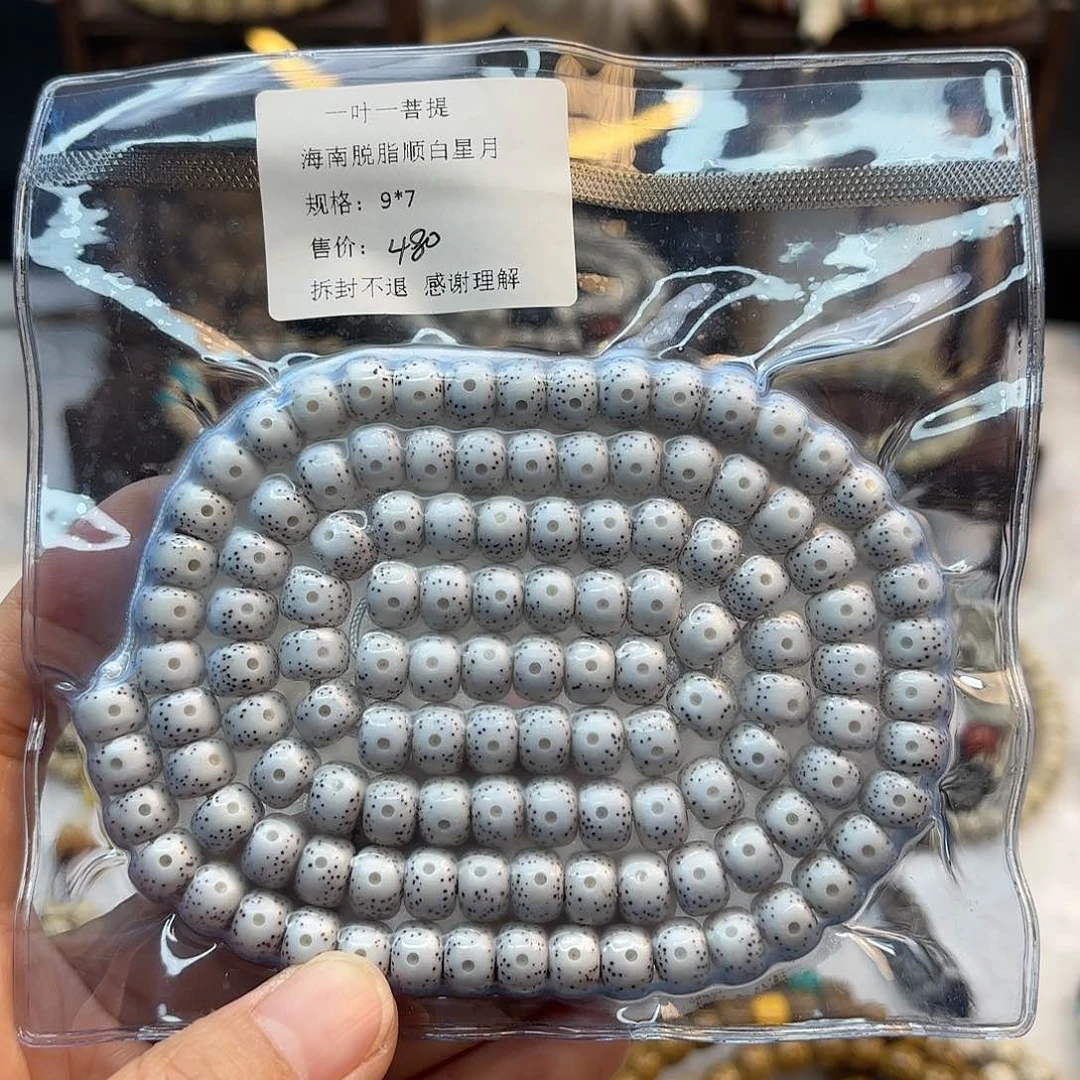 一叶一菩提
海南脱脂顺白星月
规格：9*7
售价：480
拆封不退 感谢理解